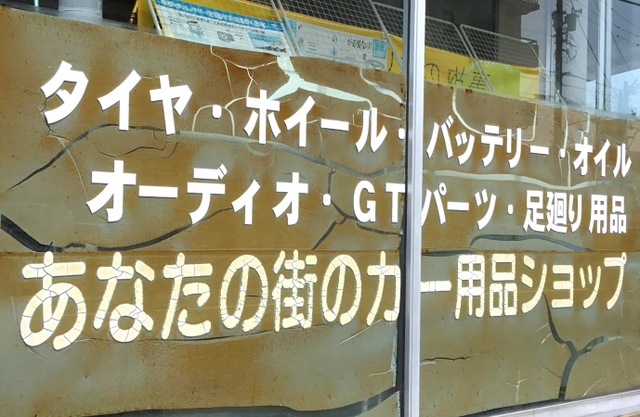 タイヤ・ホイール・バッテリー・オイル
オーディオ・GTパーツ・足廻り用品
あなたの街のカー用品ショップ